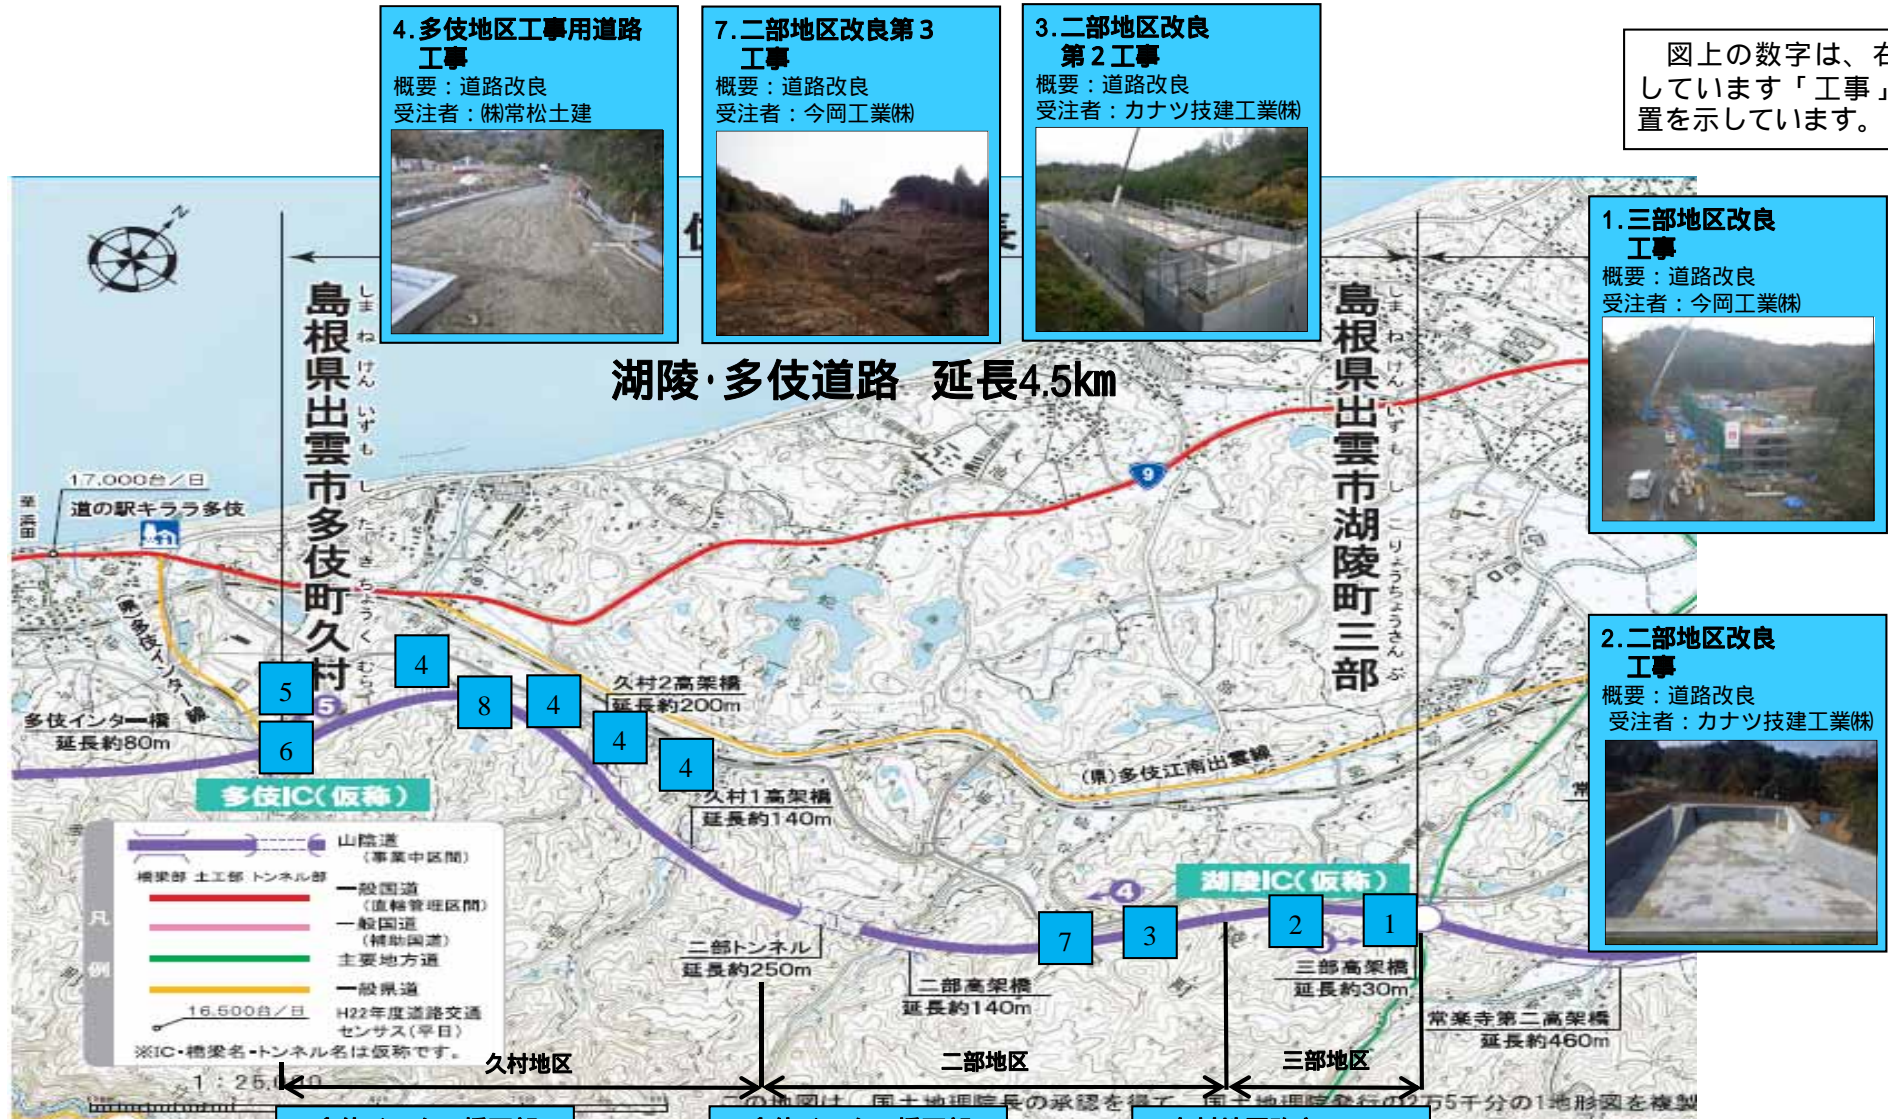 4.多伎地区工事用道路
工事
概要：道路改良
受注者：㈱常松土建
7.二部地区改良第３
工事
概要：道路改良
受注者：今岡工業㈱
3.二部地区改良
第２工事
概要：道路改良
受注者：カナツ技建工業㈱
図上の数字は、右
しています「工事」
置を示しています。
1.三部地区改良
工事
概要：道路改良
受注者：今岡工業㈱
2.二部地区改良
工事
概要：道路改良
受注者：カナツ技建工業㈱
湖陵・多伎道路　延長4.5km
島根県出雲市多伎町久村
しまねけんいずもしたきちょうくむら
島根県出雲市湖陵町三部
しまねけんいずもしこりょうちょうさんぶ
N
至 浜田
17,000台／日
道の駅キララ多伎
9
(県)多伎インター線
多伎インター橋
延長約80m
5
5
6
4
8
4
4
4
久村2高架橋
延長約200m
久村1高架橋
延長約140m
(県)多伎江南出雲線
多伎IC(仮称)
湖陵IC(仮称)
4
7
3
2
1
二部トンネル
延長約250m
二部高架橋
延長約140m
三部高架橋
延長約30m
常楽寺第二高架橋
延長約460m
凡例
山陰道
(事業中区間)
橋梁部 土工部 トンネル部
一般国道
(直轄管理区間)
一般国道
(補助国道)
主要地方道
一般県道
16,500台／日
H22年度道路交通
センサス(平日)
※IC・橋梁名・トンネル名は仮称です。
久村地区
二部地区
三部地区